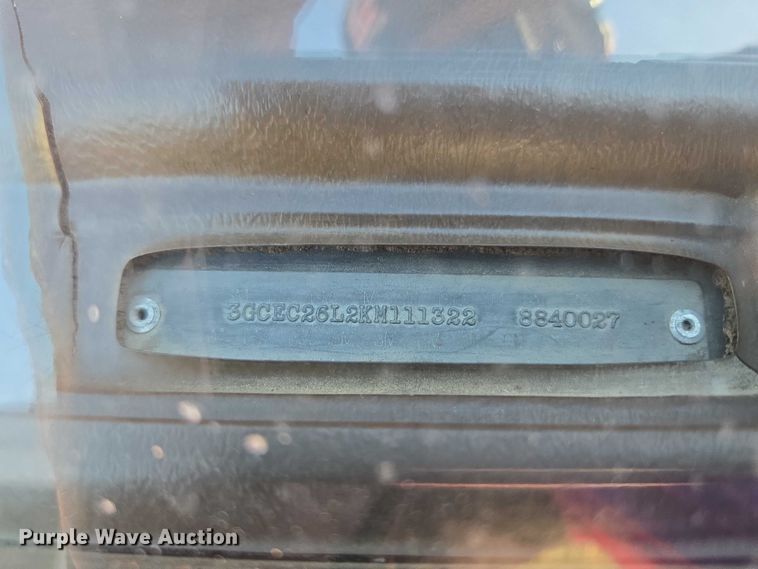 3GCEC26L2KM111322 8840027
Purple Wave Auction